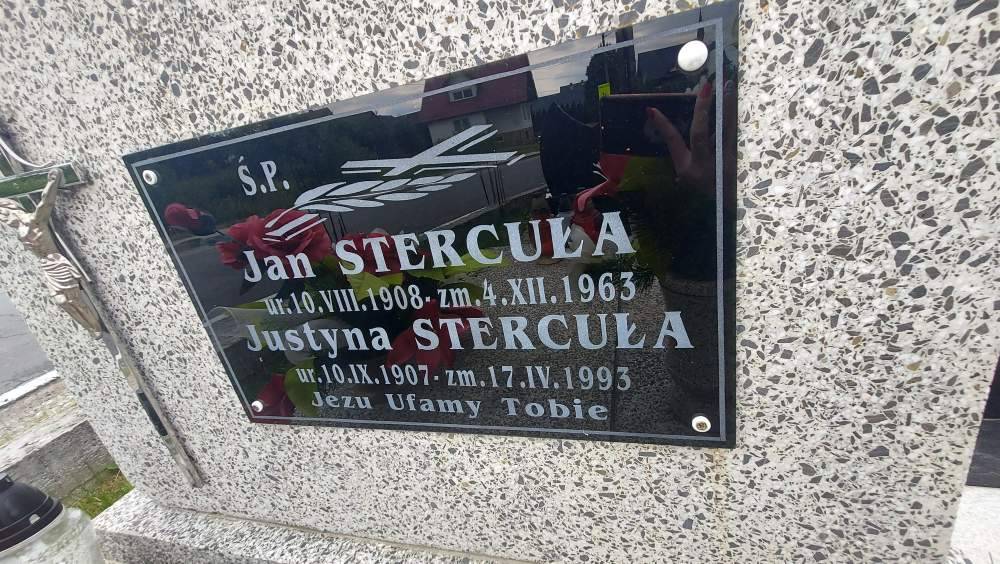 Ś.P.
Jan STERCUŁA
ur.10.VIII.1908-zm.4.XII.1963
Justyna STERCUŁA
ur.10.IX.1907-zm.17.IV.1993
Jezu Ufamy Tobie